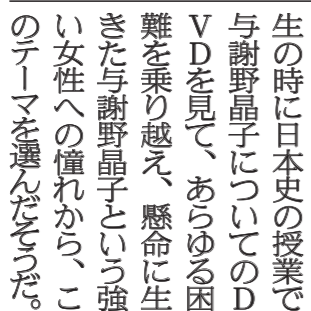 生の時に日本史の授業で
与謝野晶子についてのD
VDを見て、あらゆる困
難を乗り越え、懸命に生
きた与謝野晶子という強
い女性への憧れから、こ
のテーマを選んだそうだ。